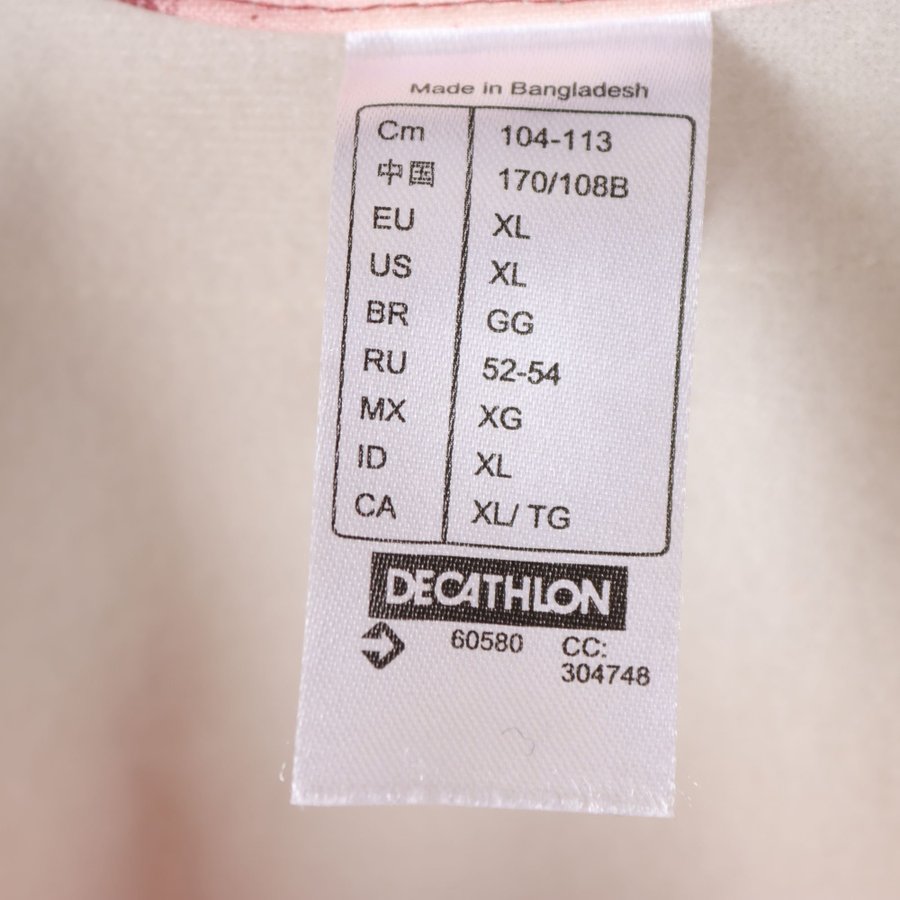 Made in Bangladesh
Cm 104-113
中国 170/108B
EU XL
US XL
BR GG
RU 52-54
MX XG
ID XL
CA XL/ TG
DECATHLON
60580 CC:
304748